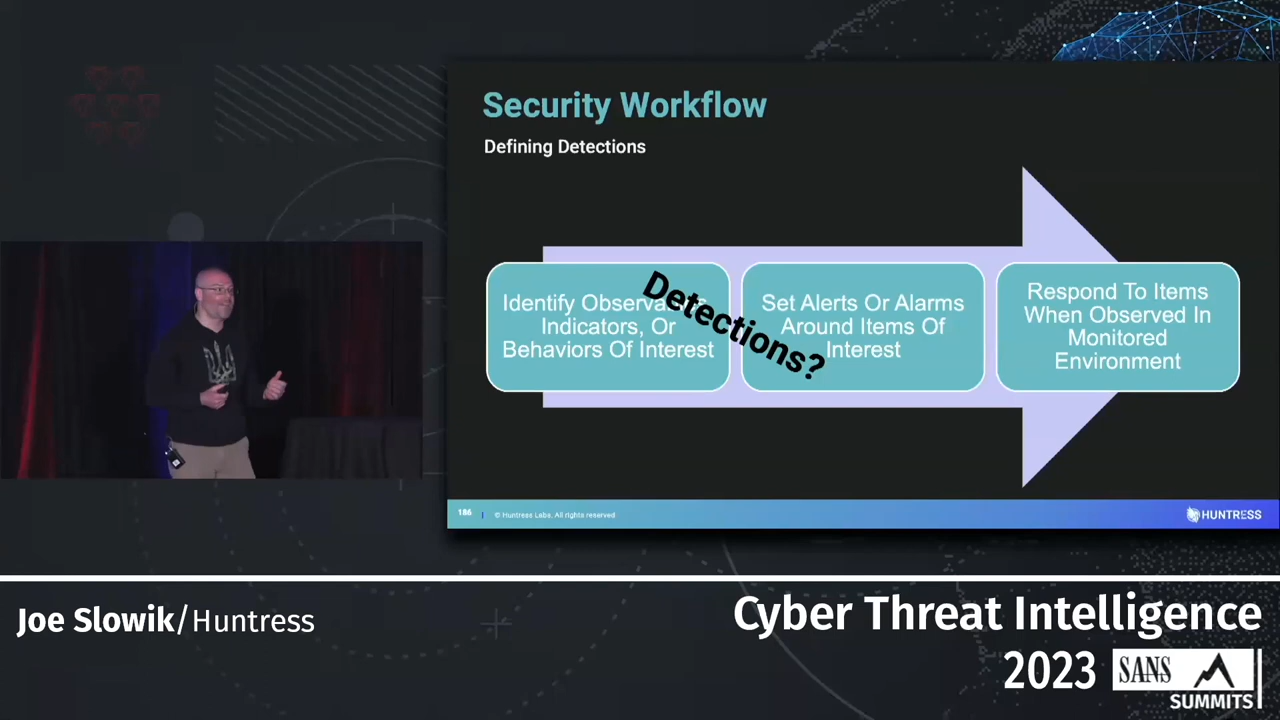 Security Workflow
Defining Detections
Identify
Indicators, Or
Behaviors Of Interest
Detections?
Set Alerts Or Alarms
Around Items Of
Interest
Respond To Items
When Observed In
Monitored
Environment
186
© Huntress Labs. All rights reserved
HUNTRESS
Joe Slowik/Huntress
Cyber Threat Intelligence
2023
SANS
SUMMITS